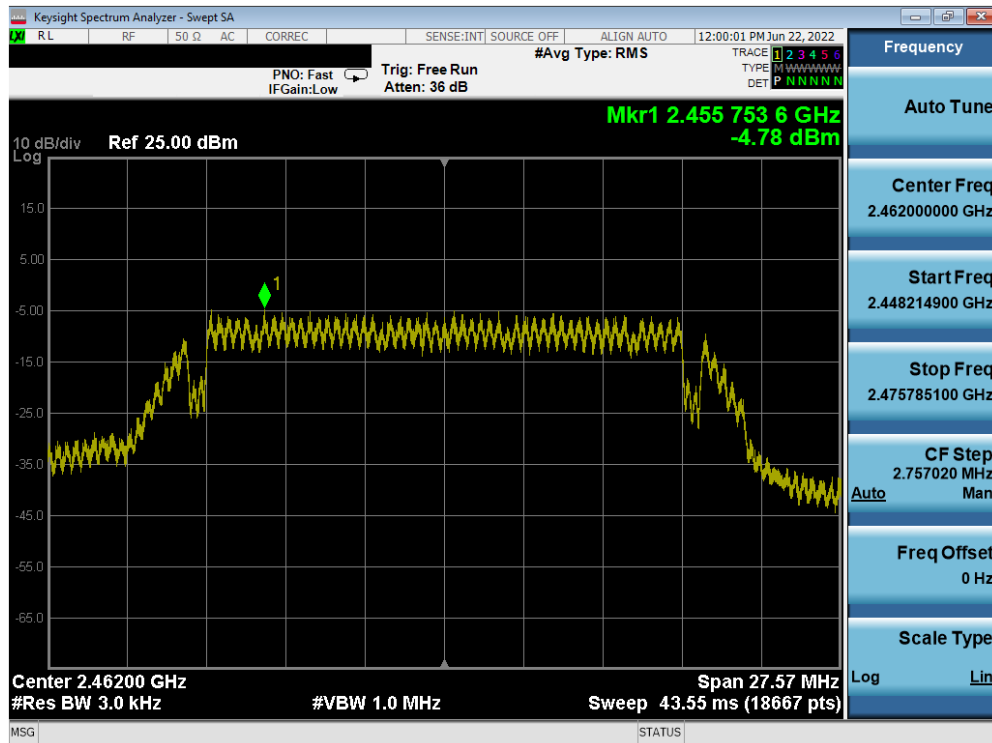 Keysight Spectrum Analyzer - Swept SA
LXI RL RF 50 Ω AC CORREC SENSE:INT SOURCE OFF ALIGN AUTO 12:00:01 PM Jun 22, 2022
#Avg Type: RMS
TRACE 1 2 3 4 5 6
TYPE M W W W W W
DET P N N N N N
PNO: Fast Trig: Free Run
IFGain:Low Atten: 36 dB
Mkr1 2.455 753 6 GHz
-4.78 dBm
10 dB/div Ref 25.00 dBm
Log
15.0
5.00
-5.00
-15.0
-25.0
-35.0
-45.0
-55.0
-65.0
1
Center 2.46200 GHz Span 27.57 MHz
#Res BW 3.0 kHz #VBW 1.0 MHz Sweep 43.55 ms (18667 pts)
MSG STATUS
Frequency
Auto Tune
Center Freq
2.462000000 GHz
Start Freq
2.448214900 GHz
Stop Freq
2.475785100 GHz
CF Step
2.757020 MHz
Auto Man
Freq Offset
0 Hz
Scale Type
Log Lin